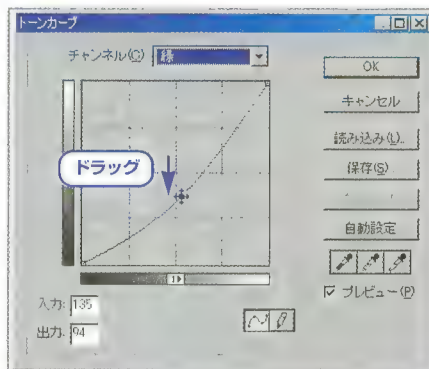 トーンカーブ
チャンネル(C) 緑
OK
キャンセル
読み込み(L)..
保存(S)
自動設定
プレビュー(P)
ドラッグ
入力: 135
出力: 94